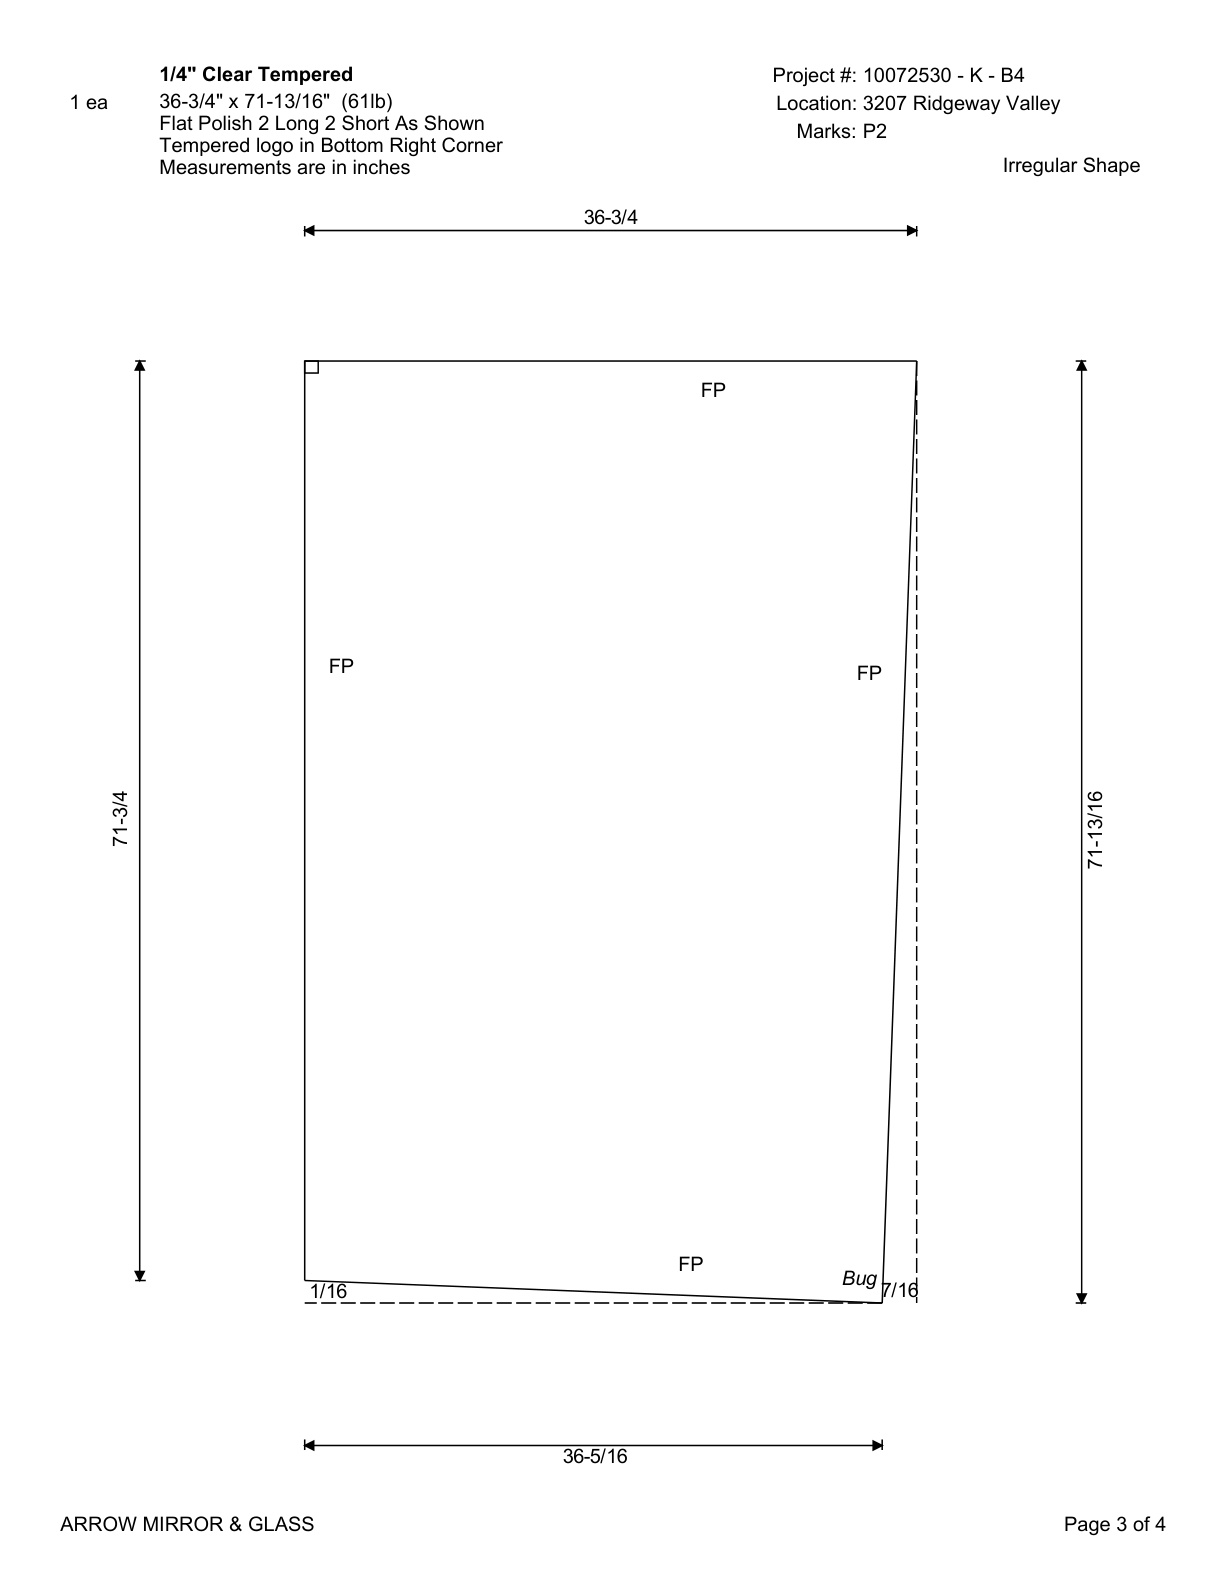 1/4" Clear Tempered
1 ea
36-3/4" x 71-13/16" (61lb)
Flat Polish 2 Long 2 Short As Shown
Tempered logo in Bottom Right Corner
Measurements are in inches
Project #: 10072530 - K - B4
Location: 3207 Ridgeway Valley
Marks: P2
Irregular Shape
36-3/4
FP
FP
FP
71-3/4
71-13/16
FP
Bug
1/16
7/16
36-5/16
ARROW MIRROR & GLASS
Page 3 of 4